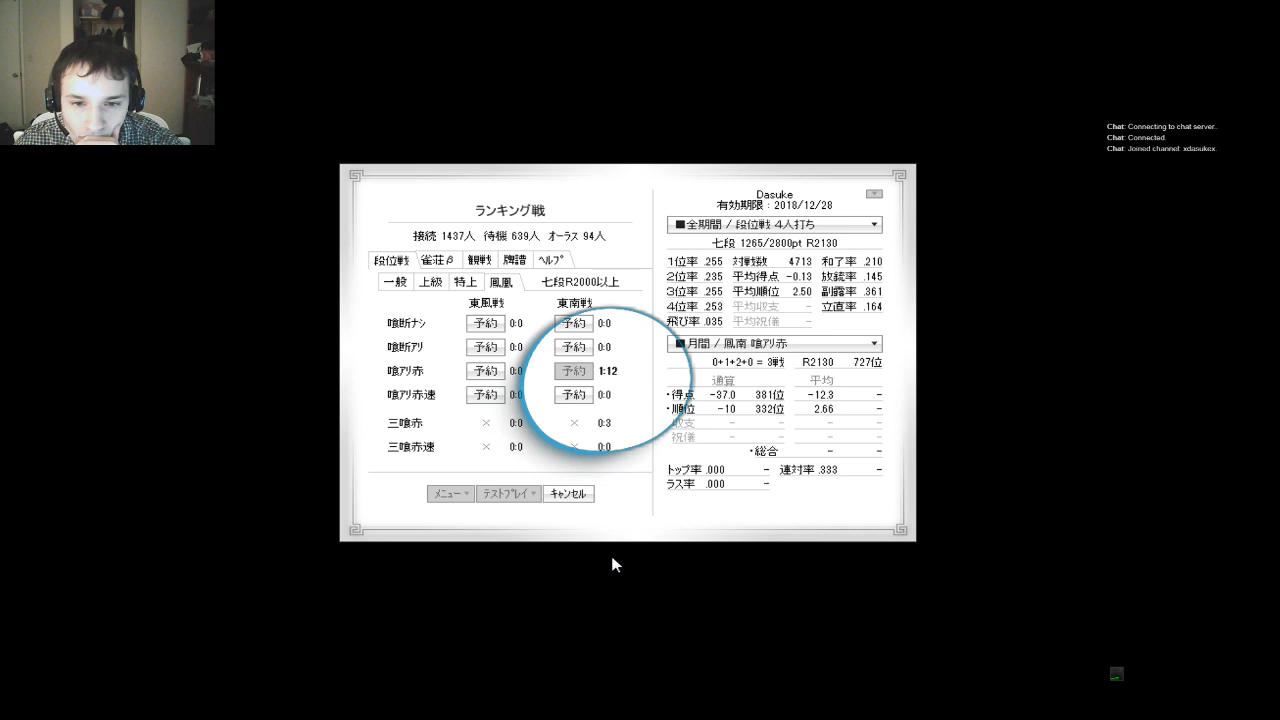 Chat: Connecting to chat server..
Chat: Connected.
Chat: Joined channel: xdasukex.
ランキング戦
接続 1437人 待機 639人 オーラス 94人
段位戦 雀荘β 観戦 牌譜 ヘルプ
一般 上級 特上 鳳凰 七段R2000以上
東風戦 東南戦
喰断ナシ 予約 0:0 予約 0:0
喰断アリ 予約 0:0 予約 0:0
喰アリ赤 予約 0:0 予約 1:12
喰アリ赤速 予約 0:0 予約 0:0
三喰赤 × 0:0 × 0:3
三喰赤速 × 0:0 × 0:0
メニュー テストプレイ キャンセル
Dasuke
有効期限：2018/12/28
■全期間 / 段位戦 4人打ち
七段 1265/2800pt R2130
1位率 .255 対戦数 4713 和了率 .210
2位率 .235 平均得点 -0.13 放銃率 .145
3位率 .255 平均順位 2.50 副露率 .361
4位率 .253 平均収支 - 立直率 .164
飛び率 .035 平均祝儀 -
■月間 / 鳳南 喰アリ赤
0+1+2+0 = 3戦 R2130 727位
通算 平均
・得点 -37.0 381位 -12.3 -
・順位 -10 332位 2.66 -
収支 - - - -
祝儀 - - - -
・総合 - -
トップ率 .000 - 連対率 .333 -
ラス率 .000 -